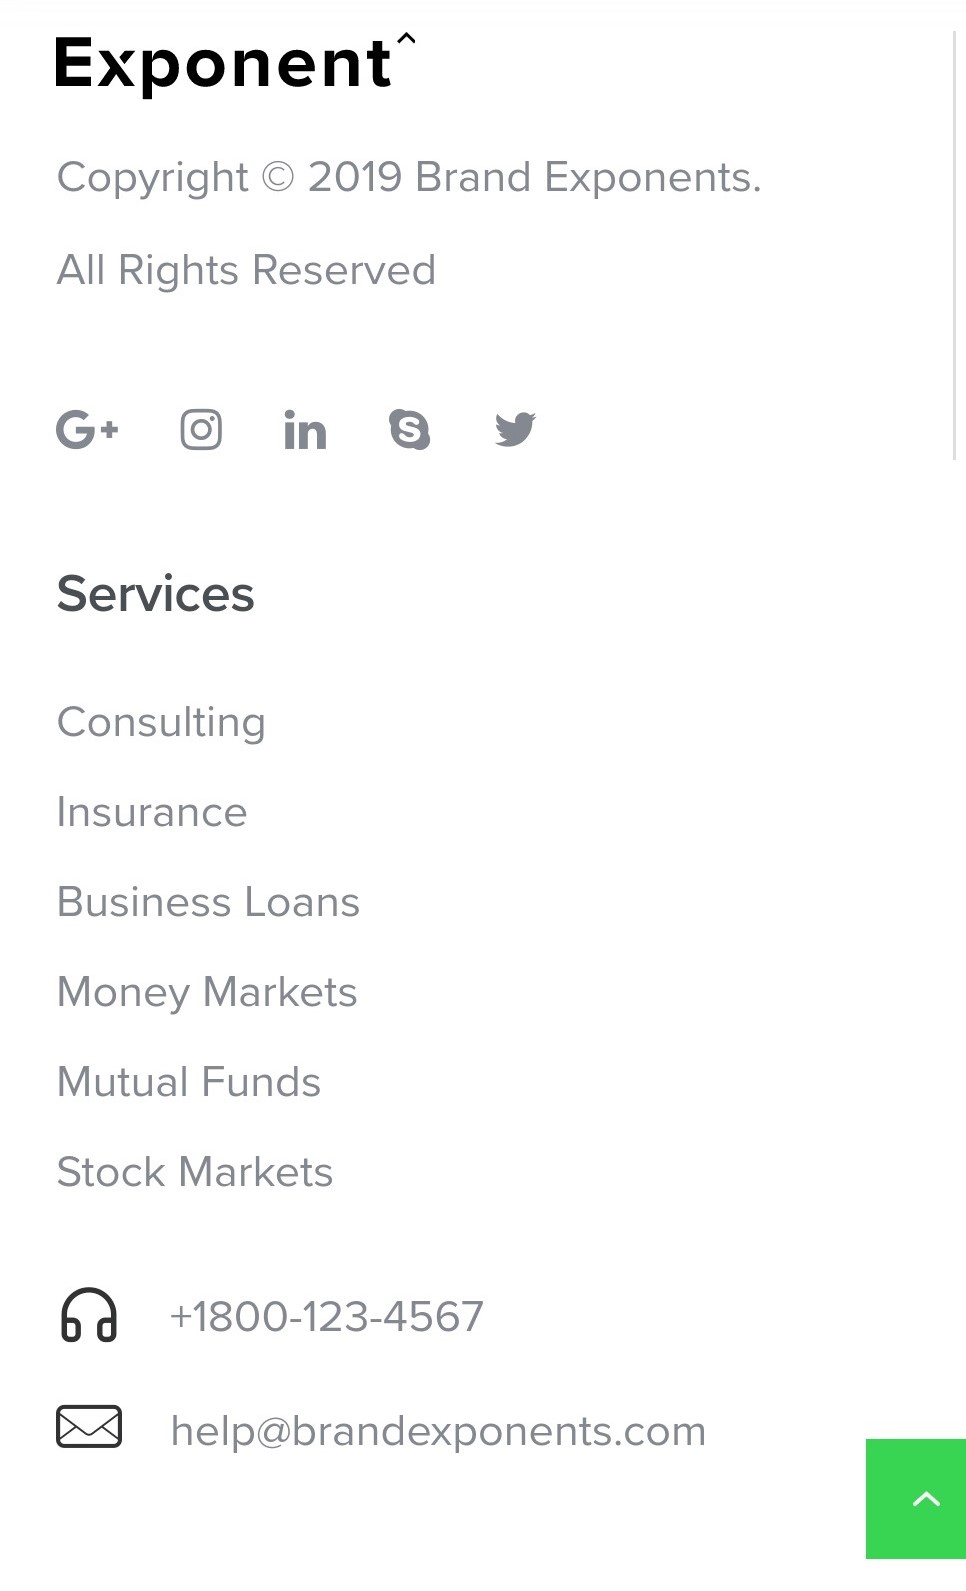 Exponent^
Copyright © 2019 Brand Exponents.
All Rights Reserved
G+ in S
Services
Consulting
Insurance
Business Loans
Money Markets
Mutual Funds
Stock Markets
+1800-123-4567
help@brandexponents.com